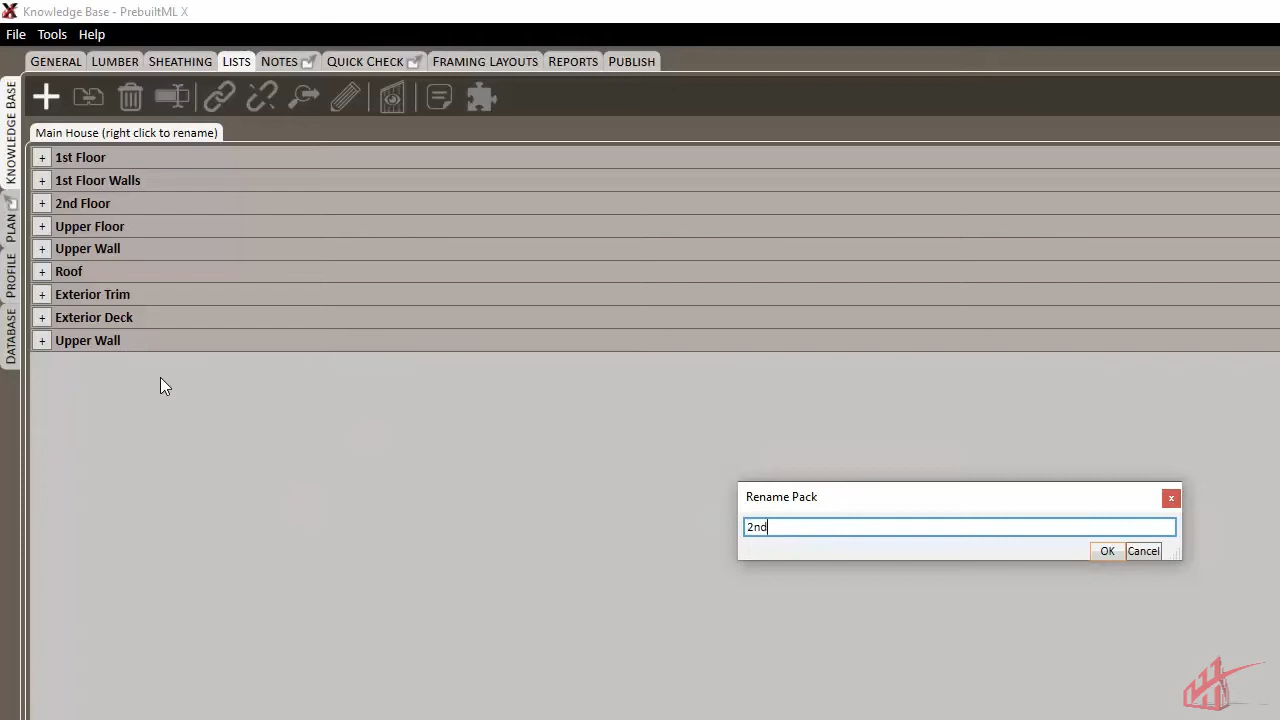 Knowledge Base - PrebuiltML X
File Tools Help
GENERAL LUMBER SHEATHING LISTS NOTES QUICK CHECK FRAMING LAYOUTS REPORTS PUBLISH
KNOWLEDGE BASE
PLAN
PROFILE
DATABASE
Main House (right click to rename)
+ 1st Floor
+ 1st Floor Walls
+ 2nd Floor
+ Upper Floor
+ Upper Wall
+ Roof
+ Exterior Trim
+ Exterior Deck
+ Upper Wall
Rename Pack x
2nd
OK Cancel